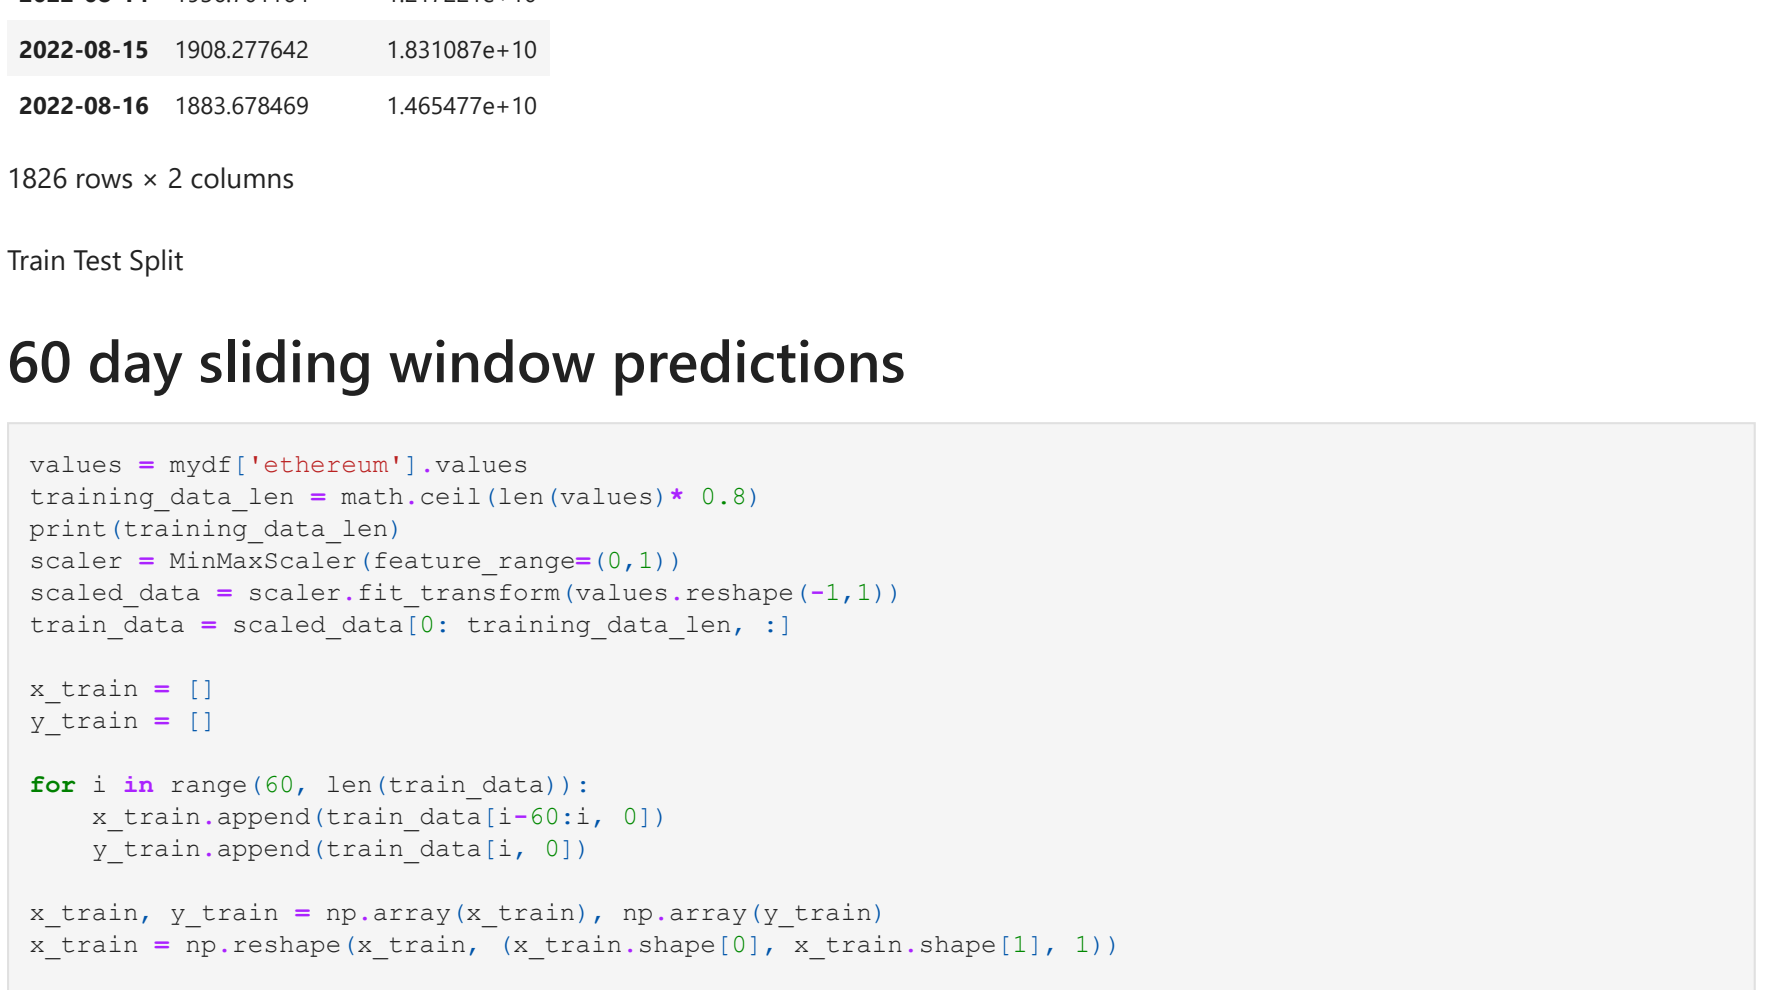 2022-08-15 1908.277642 1.831087e+10
2022-08-16 1883.678469 1.465477e+10
1826 rows × 2 columns
Train Test Split
60 day sliding window predictions
values = mydf['ethereum'].values
training_data_len = math.ceil(len(values)* 0.8)
print(training_data_len)
scaler = MinMaxScaler(feature_range=(0,1))
scaled_data = scaler.fit_transform(values.reshape(-1,1))
train_data = scaled_data[0: training_data_len, :]
x_train = []
y_train = []
for i in range(60, len(train_data)):
    x_train.append(train_data[i-60:i, 0])
    y_train.append(train_data[i, 0])
x_train, y_train = np.array(x_train), np.array(y_train)
x_train = np.reshape(x_train, (x_train.shape[0], x_train.shape[1], 1))